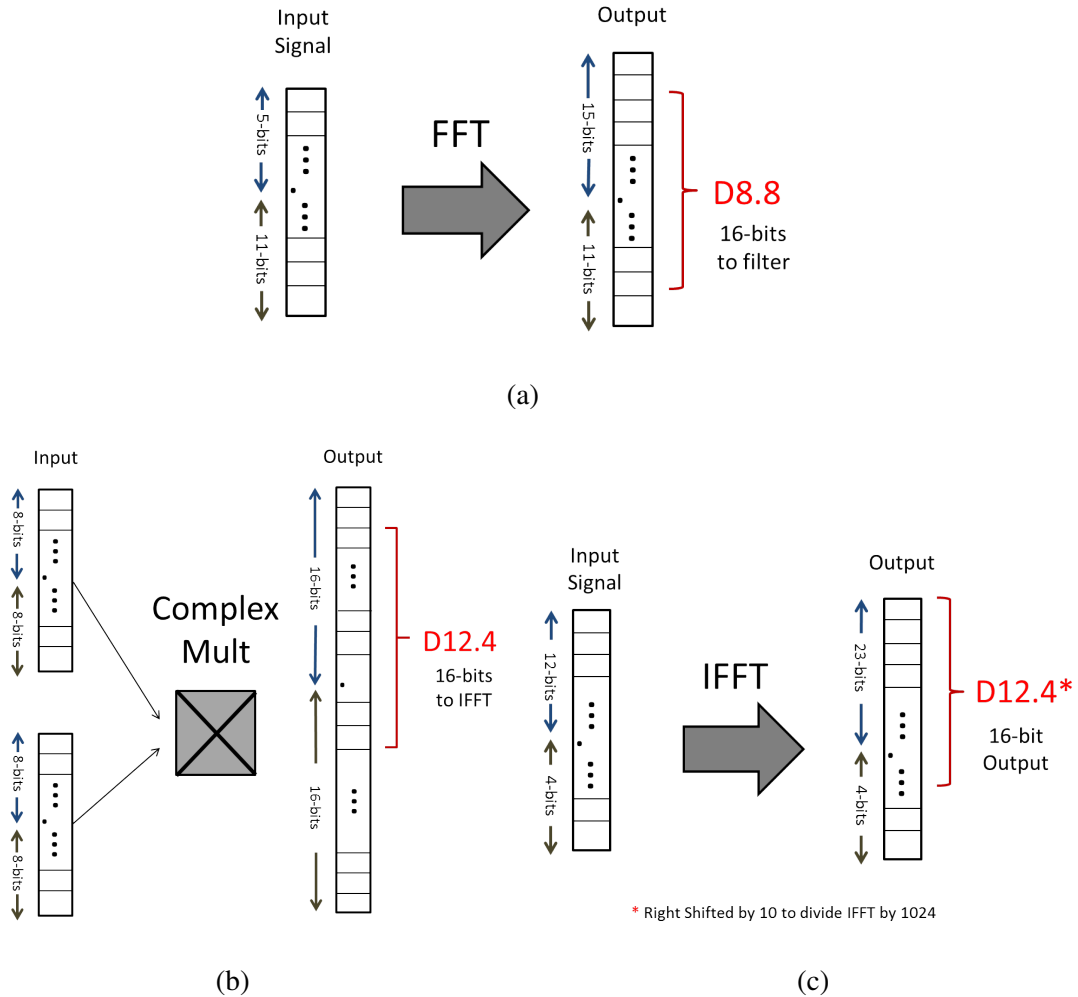 Input
Signal
5-bits
11-bits
FFT
Output
15-bits
11-bits
D8.8
16-bits
to filter
(a)
Input
8-bits
8-bits
8-bits
8-bits
Complex
Mult
Output
16-bits
16-bits
D12.4
16-bits
to IFFT
(b)
Input
Signal
12-bits
4-bits
IFFT
Output
23-bits
4-bits
D12.4*
16-bit
Output
* Right Shifted by 10 to divide IFFT by 1024
(c)